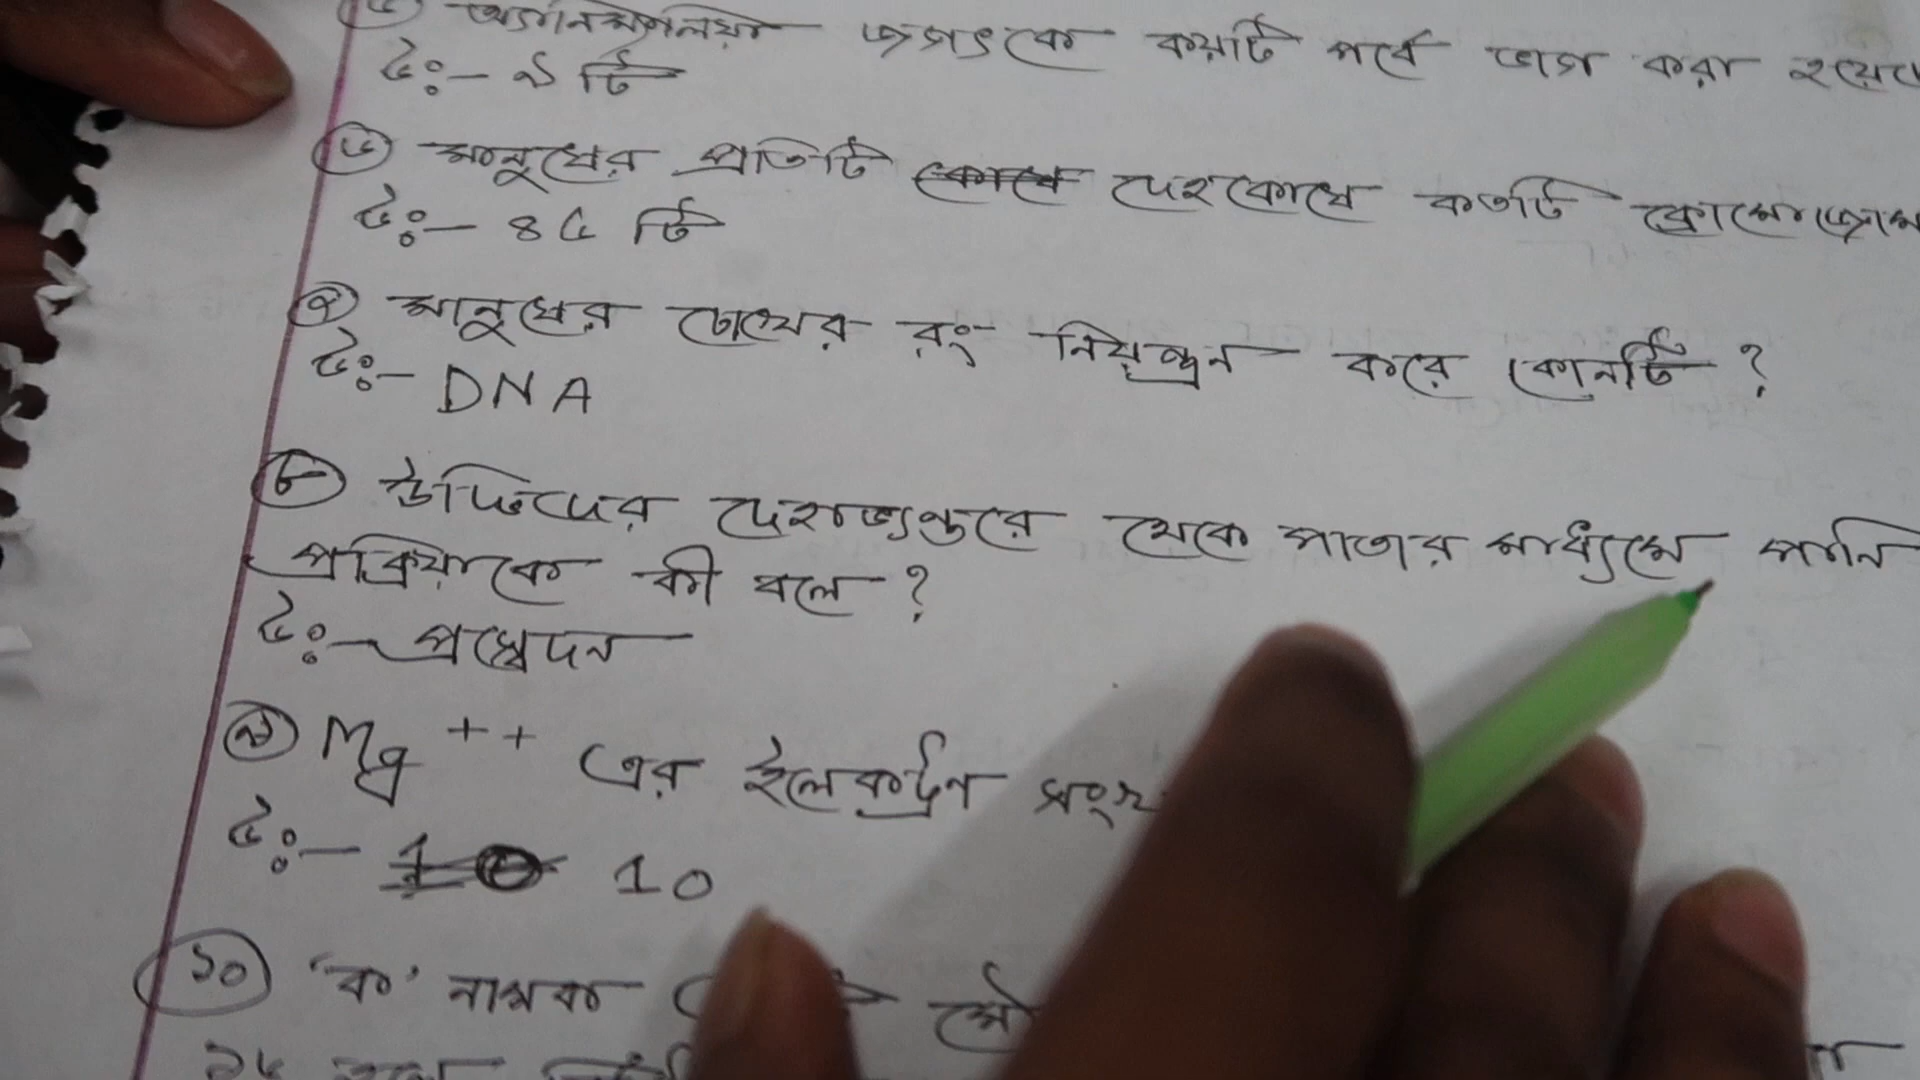 ৫ অ্যানিমেলিয়া জগৎকে কয়টি পর্বে ভাগ করা হয়েছে
উঃ- ৯ টি
৬ মানুষের প্রতিটি দেহকোষে কতটি ক্রোমোজোম
উঃ- ৪৬ টি
৭ মানুষের চোখের রং নিয়ন্ত্রন করে কোনটি ?
উঃ- DNA
৮ উদ্ভিদের দেহাভ্যন্তরে থেকে পাতার মাধ্যমে পানি
প্রক্রিয়াকে কী বলে ?
উঃ- প্রস্বেদন
৯ Mg ++ এর ইলেকট্রন
উঃ- 10
১০ 'ক' নামক